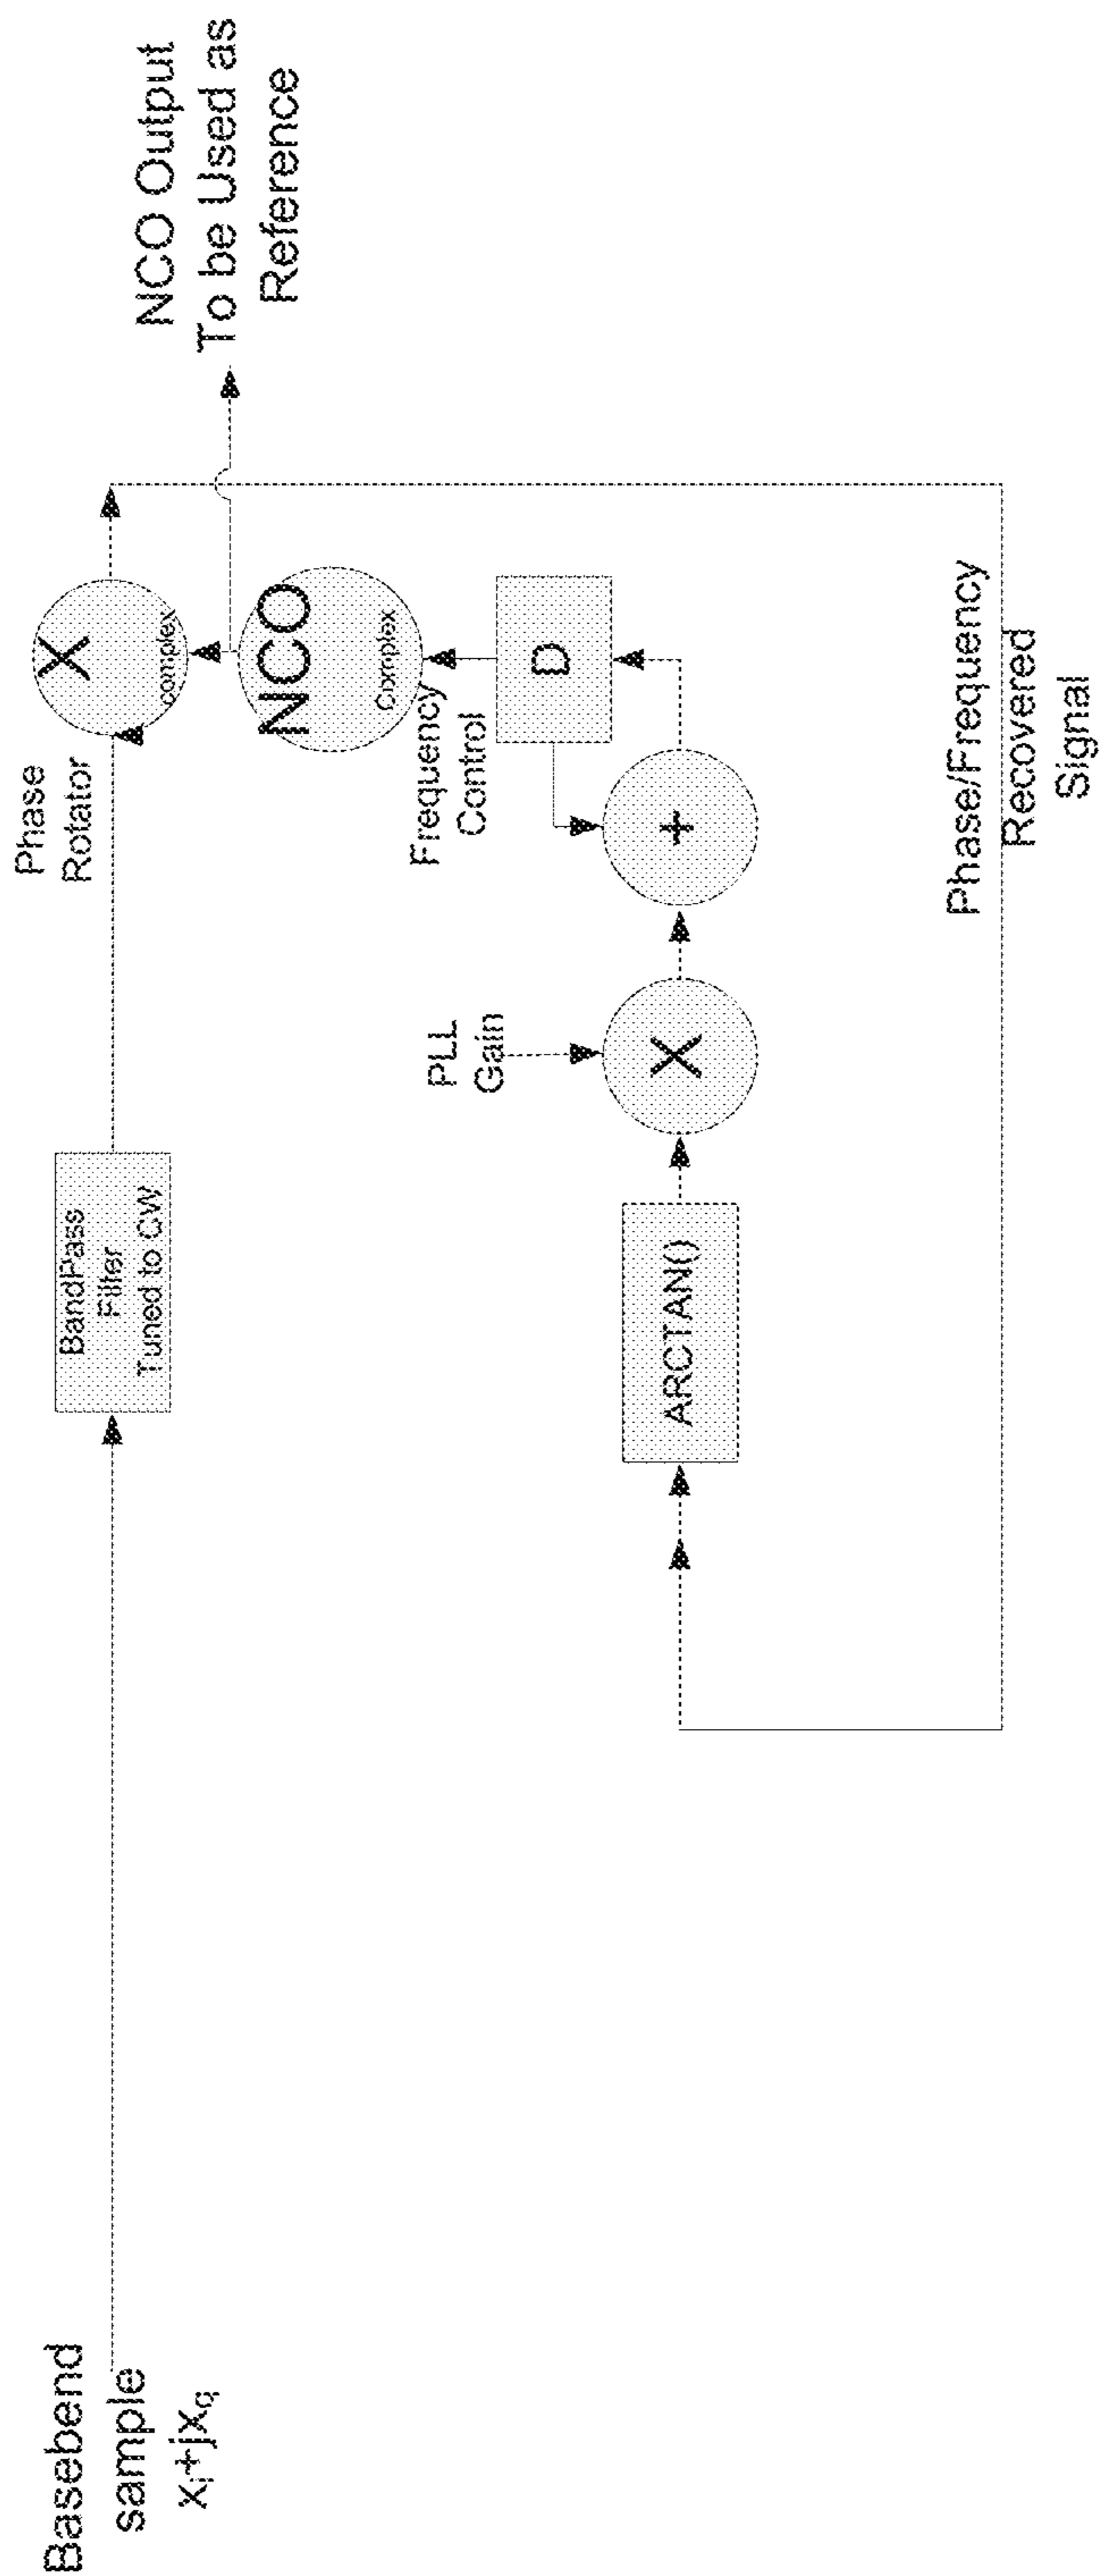 Basebend
sample
xᵢ+jx_q
BandPass
Filter
Tuned to CW
Phase
Rotator
X
complex
NCO Output
To be Used as
Reference
NCO
Complex
Frequency
Control
D
PLL
Gain
ARCTAN()
X
+
Phase/Frequency
Recovered
Signal